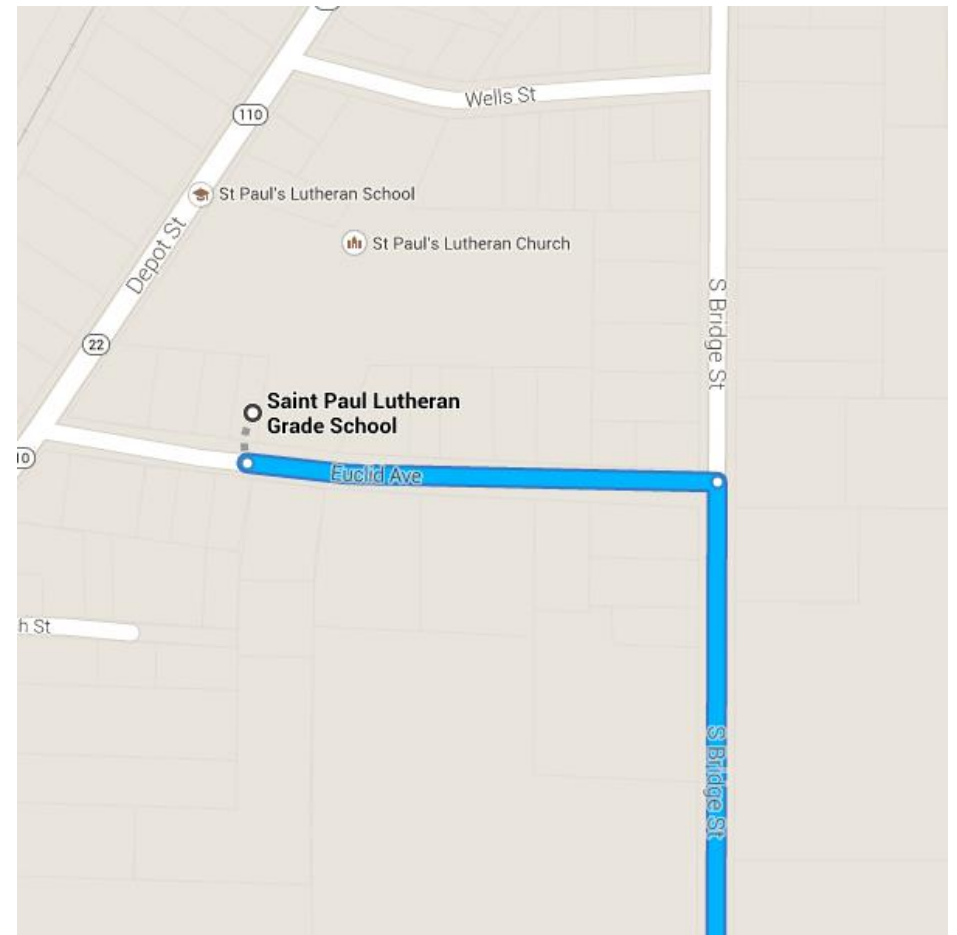 Wells St
110
St Paul's Lutheran School
Depot St
St Paul's Lutheran Church
S Bridge St
22
Saint Paul Lutheran
Grade School
10
Euclid Ave
h St
S Bridge St